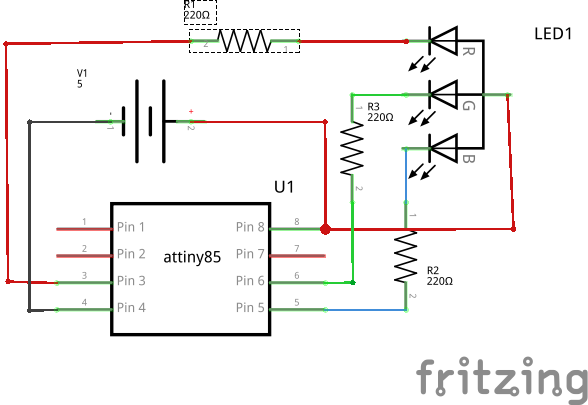 R1
220Ω
2
1
LED1
R
G
B
V1
5
-
1
+
2
R3
220Ω
1
2
U1
attiny85
1
Pin 1
2
Pin 2
3
Pin 3
4
Pin 4
Pin 8
8
Pin 7
7
Pin 6
6
Pin 5
5
1
R2
220Ω
2
fritzing